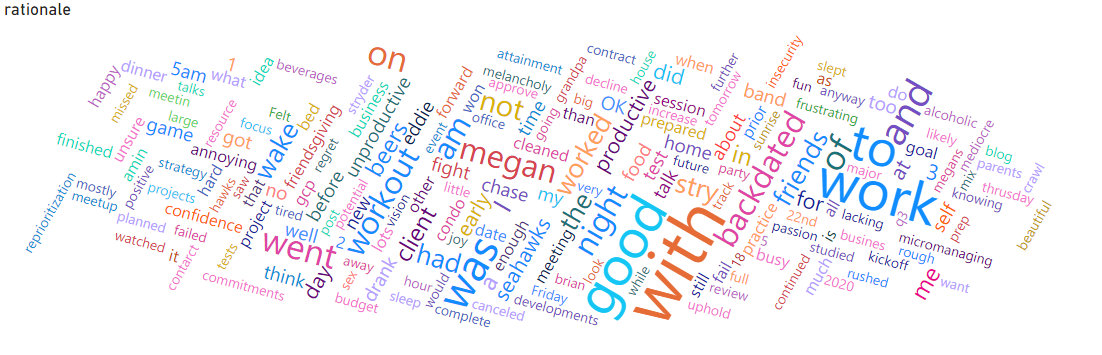 rationale
happy
missed
dinner
meetin
large
5am
talks
what
1
idea
beverages
resource
focus
Felt
bed
on
stryder
business
unproductive
eddie
forward
won
office
event
attainment
melancholy
approve
not
going
time
grandpa
big
than
contract
decline
OK
house
did
increase
session
when
prepared
further
tomorrow
insecurity
band
prior
sunrise
fun
slept
as
anyway
frustrating
too
do
and
alcoholic
likely
mediocre
blog
parents
crawl
thrusday
beautiful
finished
unsure
game
amin
positive
strategy
projects
hard
annoying
got
wake
hawks
saw
that
no
friendsgiving
gcp
regret
before
beers
workout
am
megan
fight
cleaned
worked
productive
home
about
in
food
test
talk
future
party
track
stry
backdated
friends
of
to
at
goal
major
work
3
megans
mix
knowing
self
prep
reprioritization
mostly
meetup
planned
watched
it
failed
confidence
contarct
tests
project
tired
well
2
went
think
commitments
day
post
potential
new
lots
vision
other
client
condo
little
early
chase
my
the
very
I
date
joy
enough
was
had
a
seahawks
meeting
night
good
with
while
look
brian
Friday
developments
canceled
complete
would
hour
sleep
drank
away
sex
budget
practice
22nd
for
all
lacking
q3
passion
is
busines
studied
kickoff
rough
micromanaging
me
want
rushed
2020
much
continued
busy
5
18
full
fail
still
review
uphold